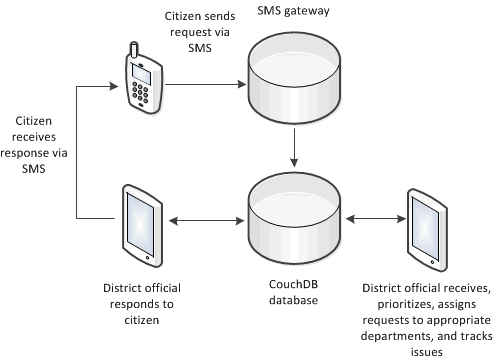 Citizen sends
request via
SMS
SMS gateway
Citizen
receives
response via
SMS
District official
responds to
citizen
CouchDB
database
District official receives,
prioritizes, assigns
requests to appropriate
departments, and tracks
issues